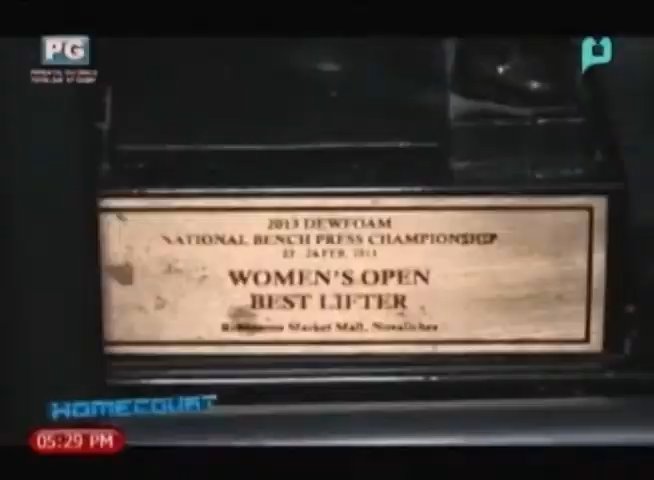 PG
2013 DEWFOAM
NATIONAL BENCH PRESS CHAMPIONSHIP
WOMEN'S OPEN
BEST LIFTER
Market Mall, Novaliches
HOMECOURT
05:29 PM